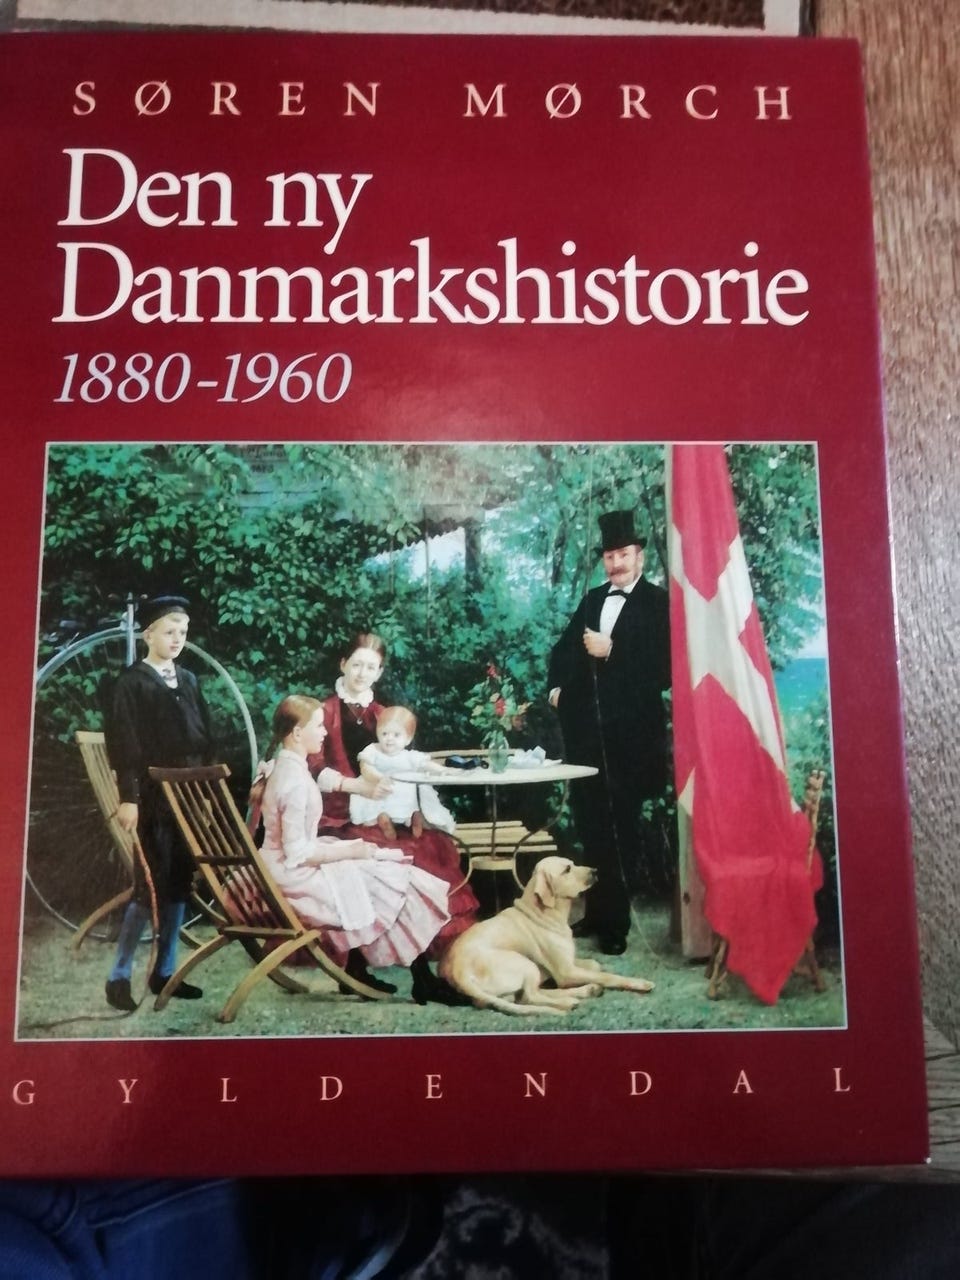 SØREN MØRCH
Den ny
Danmarkshistorie
1880-1960
GYLDENDAL